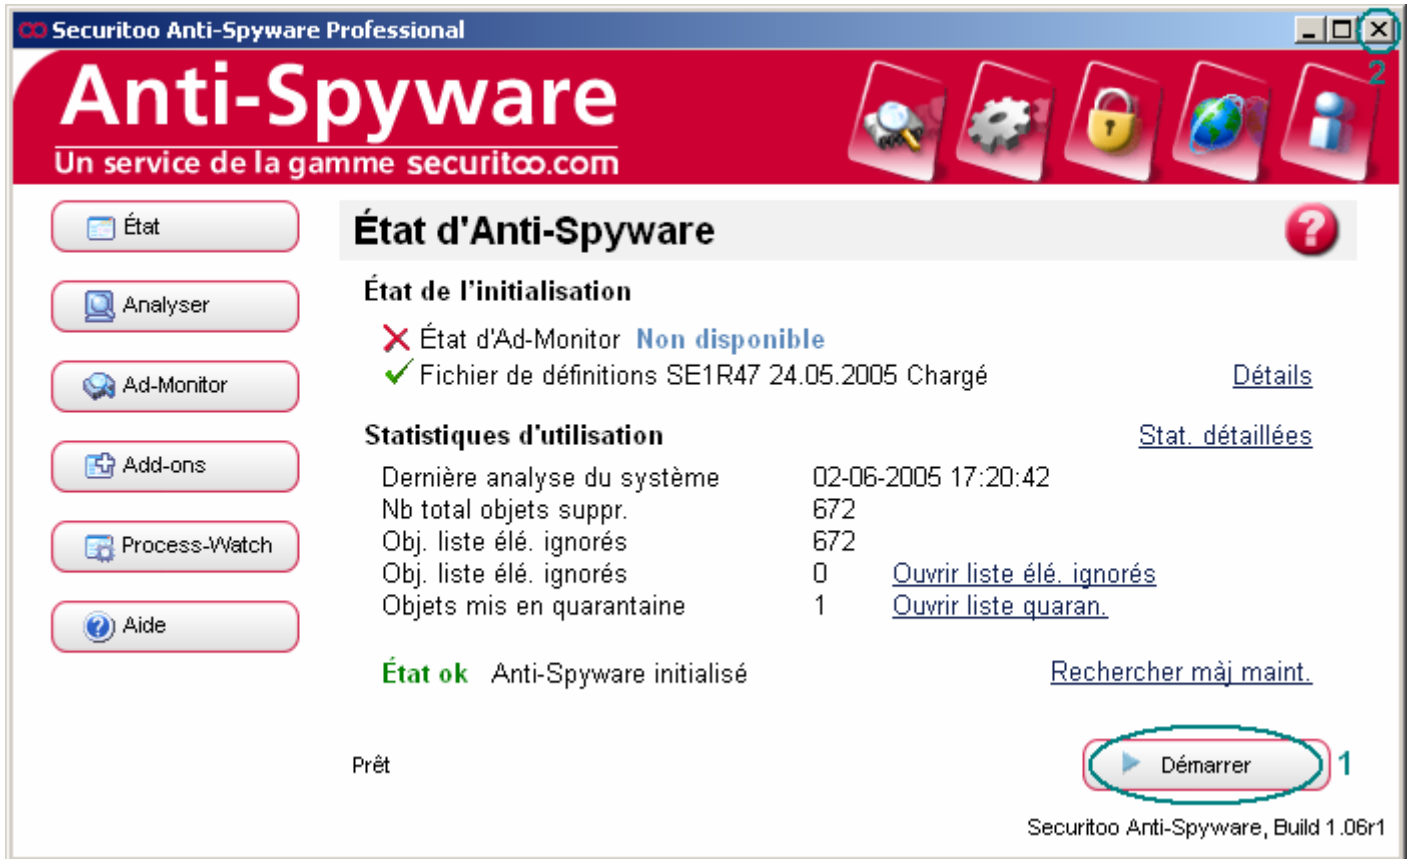 Securitoo Anti-Spyware Professional
2
Anti-Spyware
Un service de la gamme securitoo.com
État
Analyser
Ad-Monitor
Add-ons
Process-Watch
Aide
État d'Anti-Spyware
?
État de l'initialisation
État d'Ad-Monitor Non disponible
Fichier de définitions SE1R47 24.05.2005 Chargé Détails
Statistiques d'utilisation Stat. détaillées
Dernière analyse du système 02-06-2005 17:20:42
Nb total objets suppr. 672
Obj. liste élé. ignorés 672
Obj. liste élé. ignorés 0 Ouvrir liste élé. ignorés
Objets mis en quarantaine 1 Ouvrir liste quaran.
État ok Anti-Spyware initialisé Rechercher màj maint.
Prêt Démarrer 1
Securitoo Anti-Spyware, Build 1.06r1